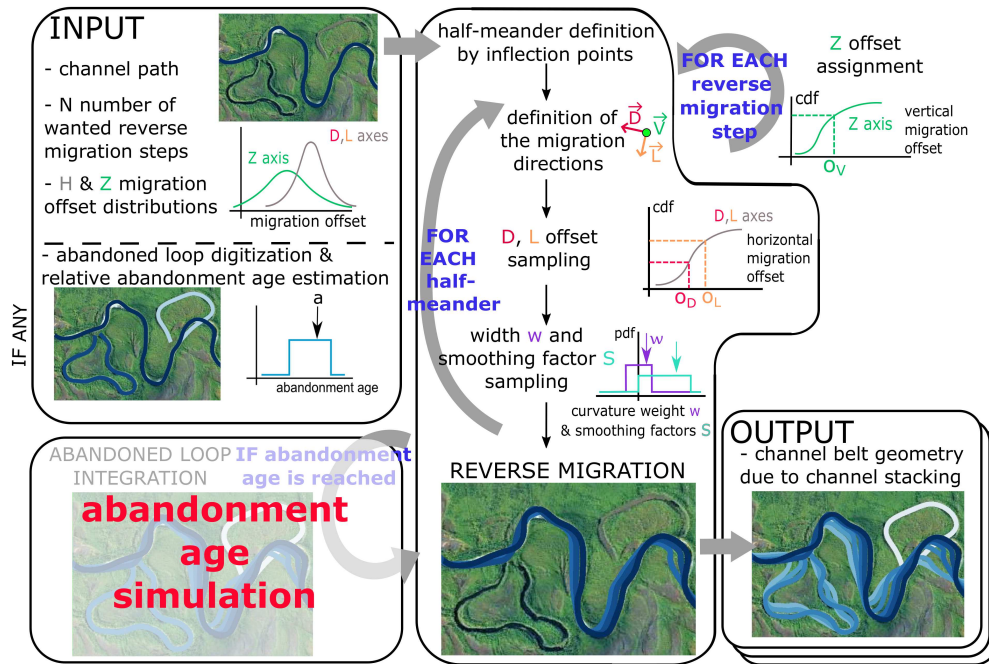 INPUT
- channel path
- N number of
wanted reverse
migration steps
- H & Z migration
offset distributions
D,L axes
Z axis
migration offset
- abandoned loop digitization &
relative abandonment age estimation
IF ANY
a
abandonment age
half-meander definition
by inflection points
definition of
the migration
directions
D
V
L
D, L offset
sampling
width w and
smoothing factor S
sampling
FOR
EACH
half-
meander
FOR EACH
reverse
migration
step
Z offset
assignment
cdf
Z axis
vertical
migration
offset
OV
cdf
D,L axes
horizontal
migration
offset
OD
OL
pdf
w
curvature weight w
& smoothing factors S
REVERSE MIGRATION
ABANDONED LOOP
INTEGRATION
IF abandonment
age is reached
abandonment
age
simulation
OUTPUT
- channel belt geometry
due to channel stacking